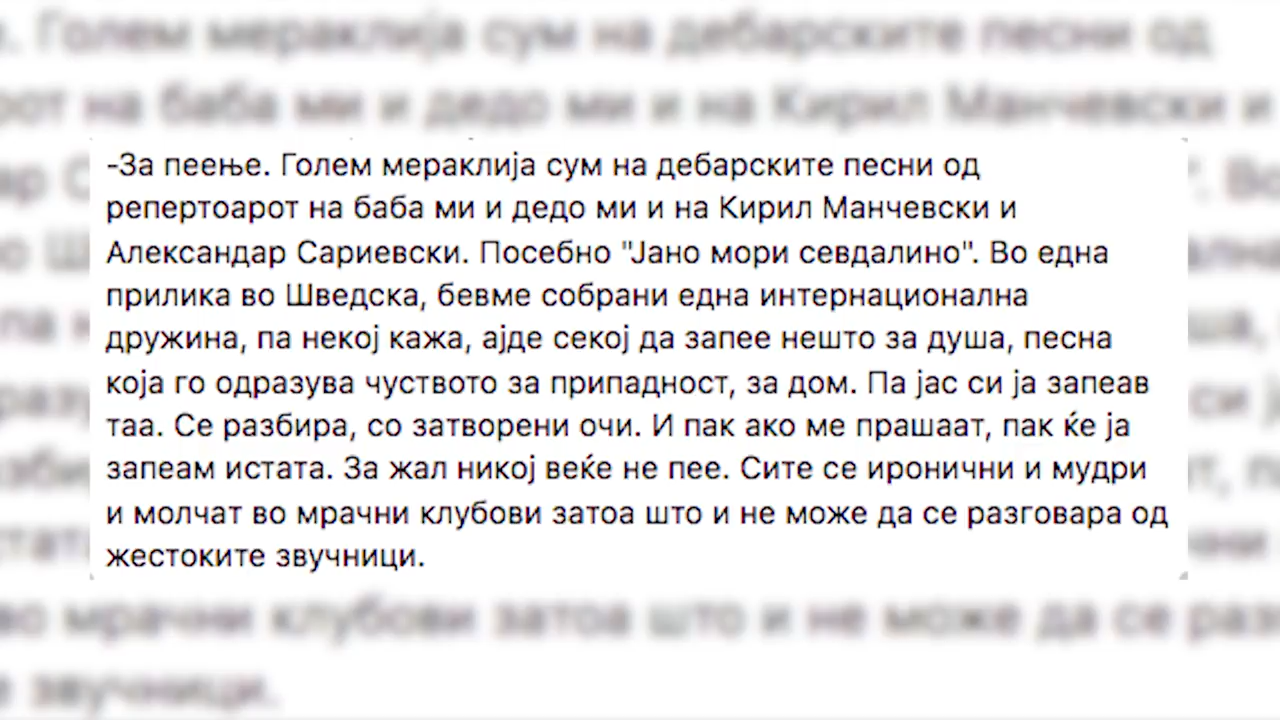 -За пеење. Голем мераклија сум на дебарските песни од
репертоарот на баба ми и дедо ми и на Кирил Манчевски и
Александар Сариевски. Посебно "Јано мори севдалино". Во една
прилика во Шведска, бевме собрани една интернационална
дружина, па некој кажа, ајде секој да запее нешто за душа, песна
која го одразува чуството за припадност, за дом. Па јас си ја запеав
таа. Се разбира, со затворени очи. И пак ако ме прашаат, пак ќе ја
запеам истата. За жал никој веќе не пее. Сите се иронични и мудри
и молчат во мрачни клубови затоа што и не може да се разговара од
жестоките звучници.